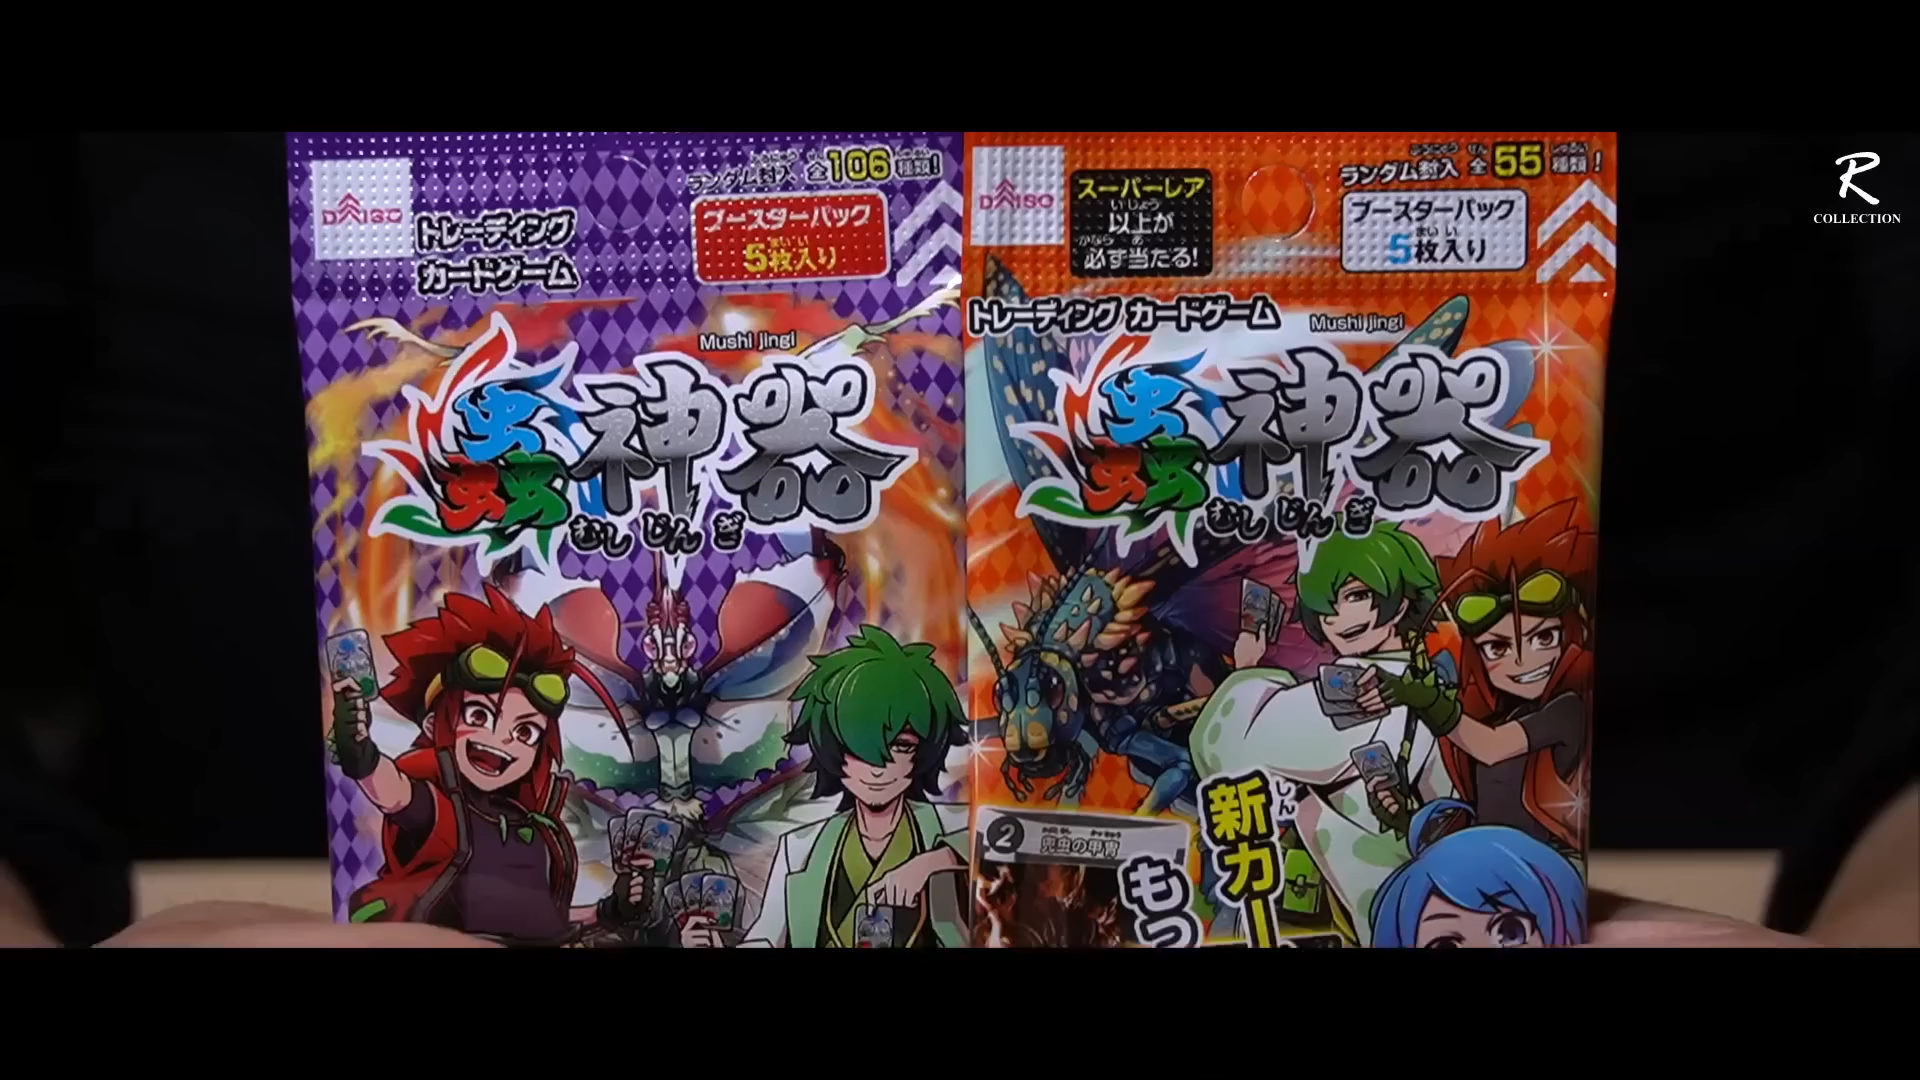 DAISO
トレーディング
カードゲーム
ランダム封入 全106種類!
ブースターパック
5枚入り
Mushi jingi
蟲神器
むしじんぎ
DAISO
スーパーレア
以上が
必ず当たる!
ランダム封入 全55種類!
ブースターパック
5枚入り
トレーディング カードゲーム
Mushi jingi
蟲神器
むしじんぎ
2
兜虫の甲冑
もっ
新カー
R
COLLECTION